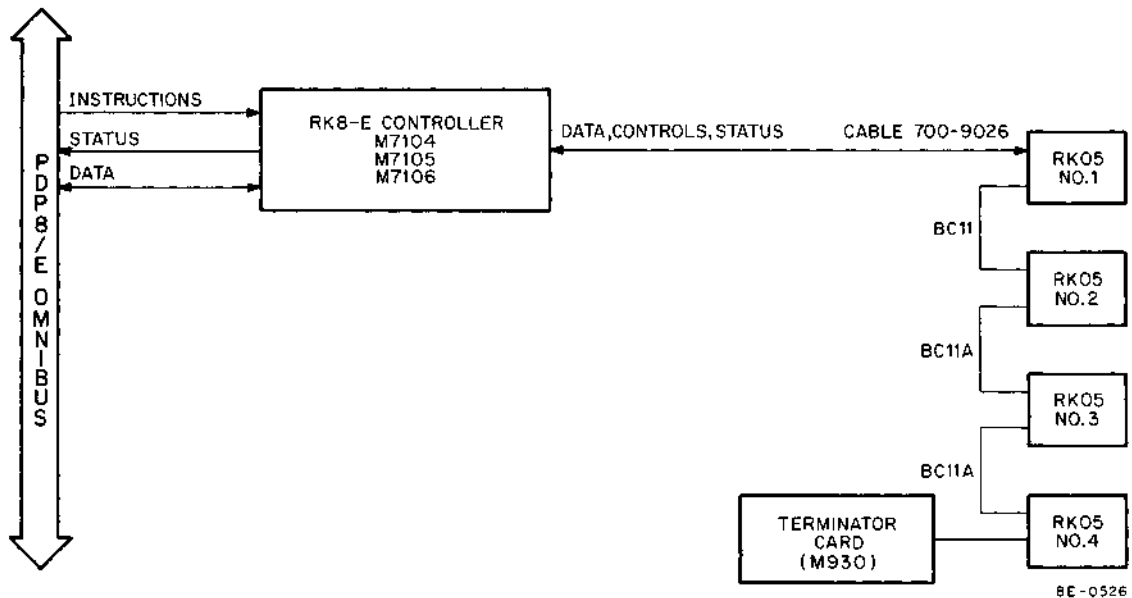 PDP8/E OMNIBUS
INSTRUCTIONS
STATUS
DATA
RK8-E CONTROLLER
M7104
M7105
M7106
DATA,CONTROLS,STATUS
CABLE 700-9026
RK05
NO.1
BC11
RK05
NO.2
BC11A
RK05
NO.3
BC11A
RK05
NO.4
TERMINATOR
CARD
(M930)
8E-0526